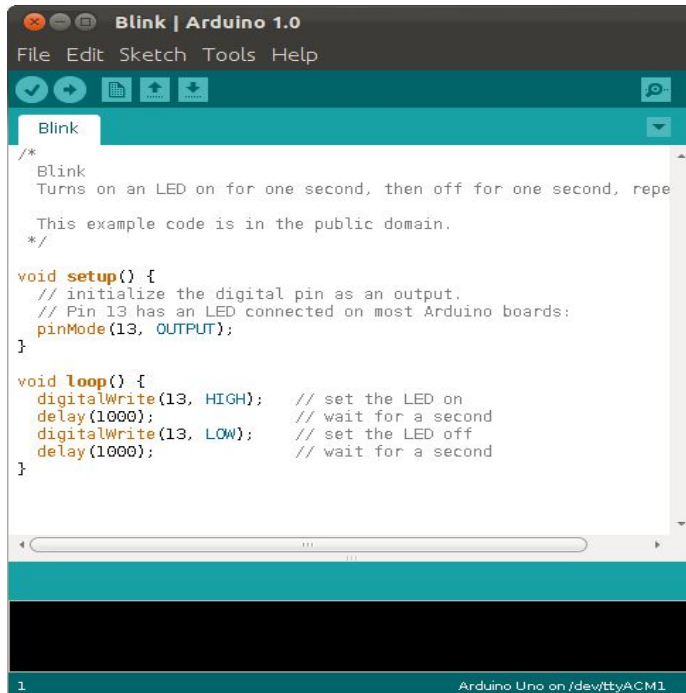 Blink | Arduino 1.0
File Edit Sketch Tools Help
Blink
/*
  Blink
  Turns on an LED on for one second, then off for one second, repe

  This example code is in the public domain.
 */

void setup() {
  // initialize the digital pin as an output.
  // Pin 13 has an LED connected on most Arduino boards:
  pinMode(13, OUTPUT);
}

void loop() {
  digitalWrite(13, HIGH);   // set the LED on
  delay(1000);              // wait for a second
  digitalWrite(13, LOW);    // set the LED off
  delay(1000);              // wait for a second
}
1 Arduino Uno on /dev/ttyACM1